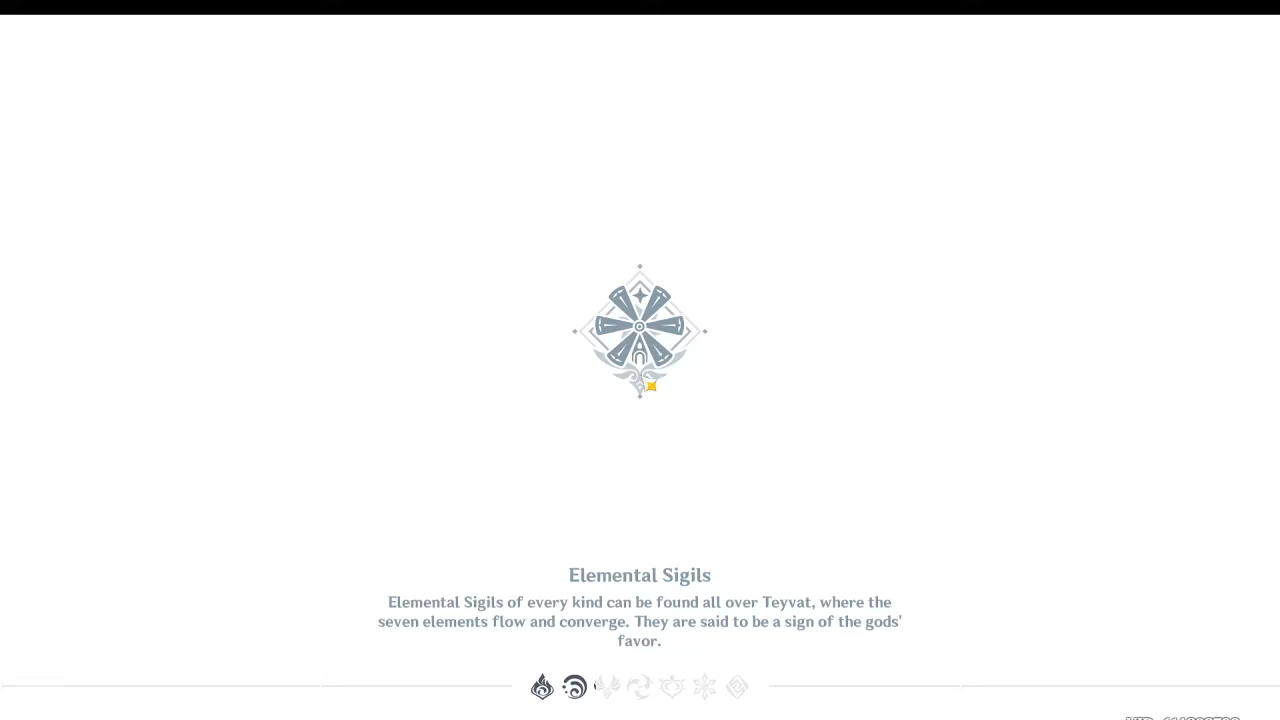 Elemental Sigils
Elemental Sigils of every kind can be found all over Teyvat, where the
seven elements flow and converge. They are said to be a sign of the gods'
favor.